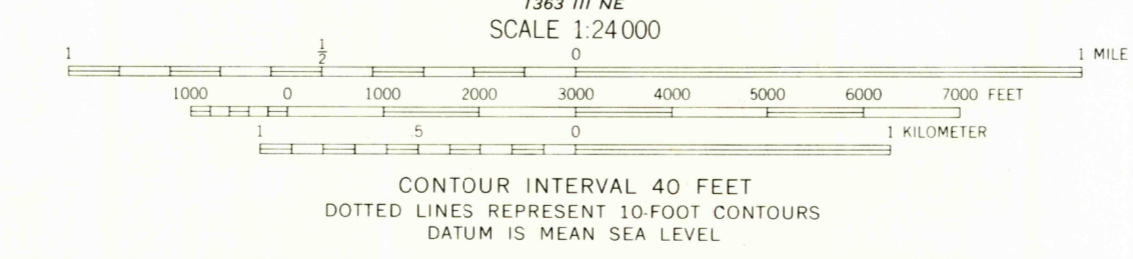 1363 III NE
SCALE 1:24 000
1 1/2 0 1 MILE
1000 0 1000 2000 3000 4000 5000 6000 7000 FEET
1 .5 0 1 KILOMETER
CONTOUR INTERVAL 40 FEET
DOTTED LINES REPRESENT 10-FOOT CONTOURS
DATUM IS MEAN SEA LEVEL